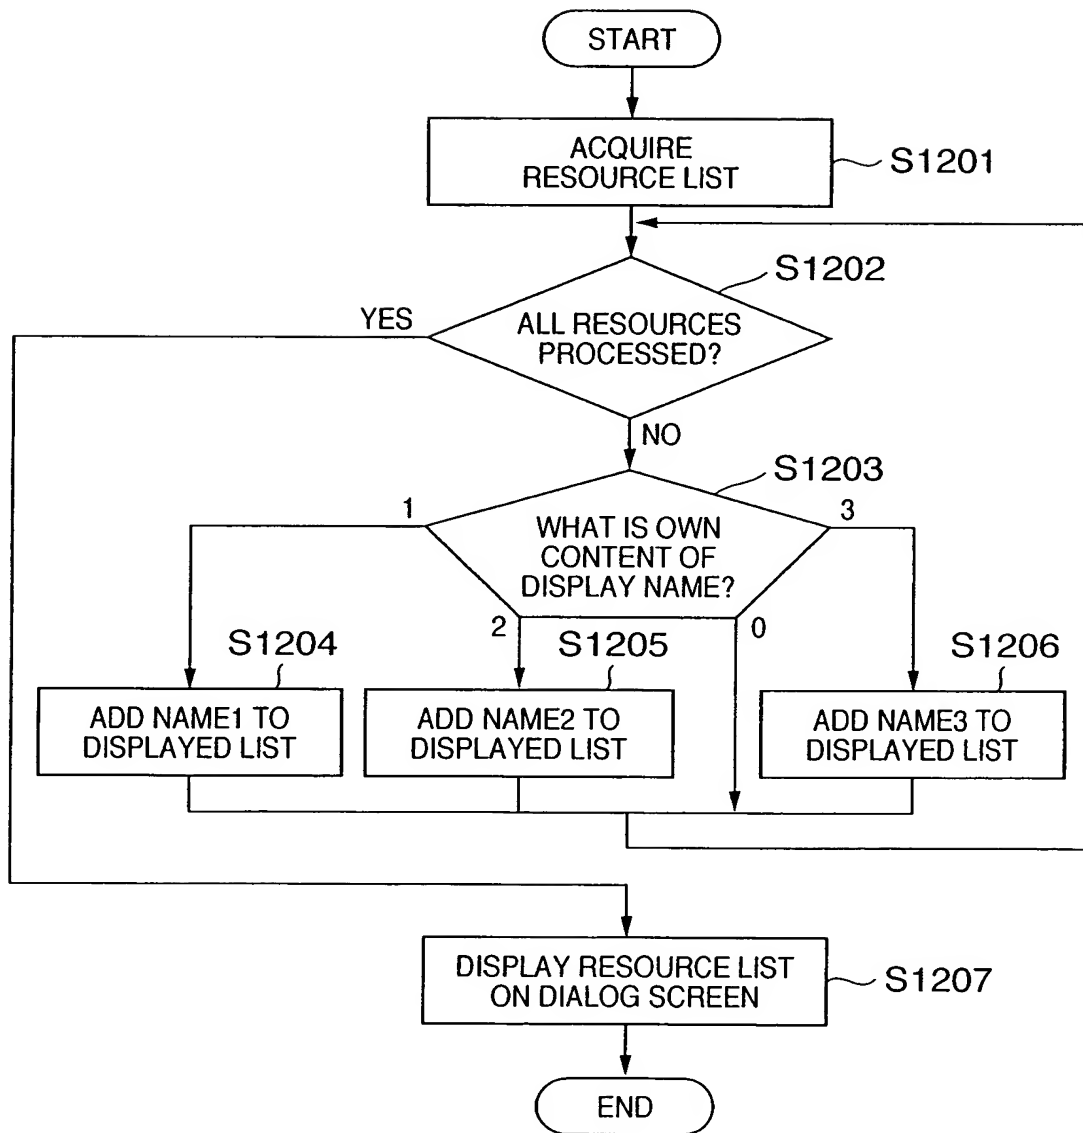 START
ACQUIRE
RESOURCE LIST
S1201
S1202
YES
ALL RESOURCES
PROCESSED?
NO
S1203
1
3
WHAT IS OWN
CONTENT OF
DISPLAY NAME?
2
0
S1204
S1205
S1206
ADD NAME1 TO
DISPLAYED LIST
ADD NAME2 TO
DISPLAYED LIST
ADD NAME3 TO
DISPLAYED LIST
DISPLAY RESOURCE LIST
ON DIALOG SCREEN
S1207
END